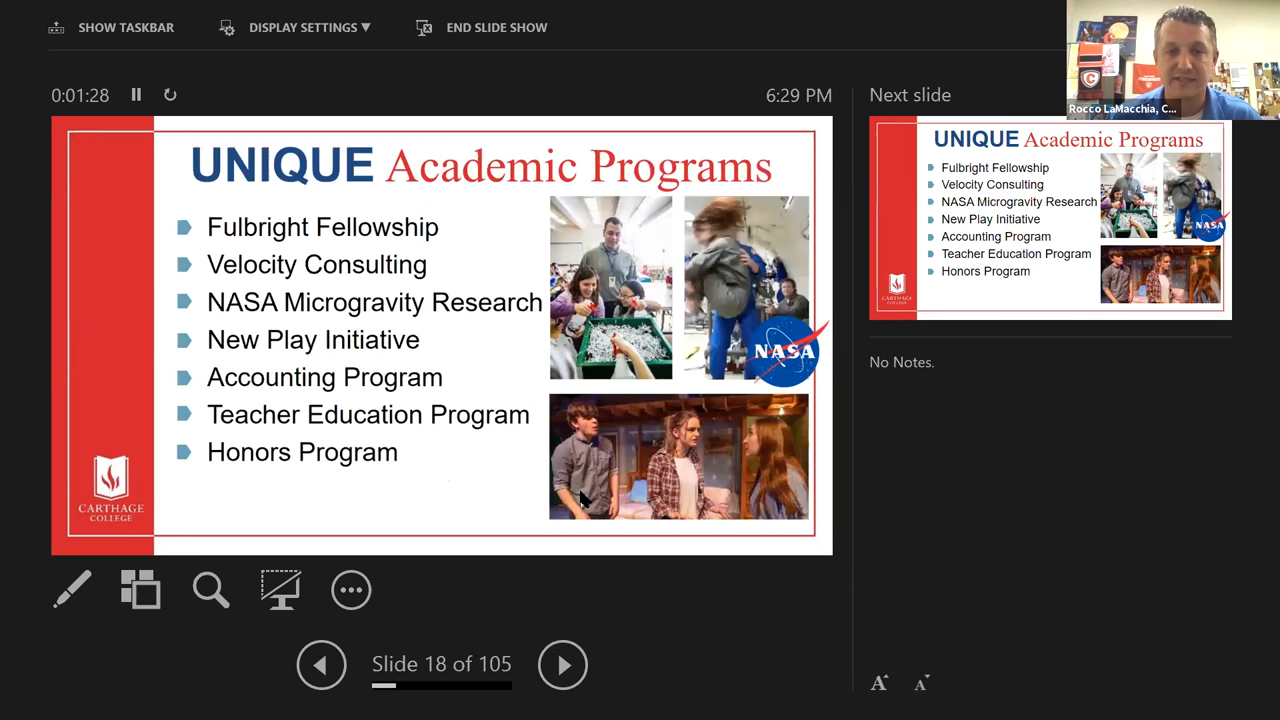 SHOW TASKBAR
DISPLAY SETTINGS ▼
END SLIDE SHOW
0:01:28
6:29 PM
Next slide
Rocco LaMacchia, C...
UNIQUE Academic Programs
Fulbright Fellowship
Velocity Consulting
NASA Microgravity Research
New Play Initiative
Accounting Program
Teacher Education Program
Honors Program
NASA
CARTHAGE
COLLEGE
UNIQUE Academic Programs
Fulbright Fellowship
Velocity Consulting
NASA Microgravity Research
New Play Initiative
Accounting Program
Teacher Education Program
Honors Program
NASA
CARTHAGE
COLLEGE
No Notes.
Slide 18 of 105
A
A